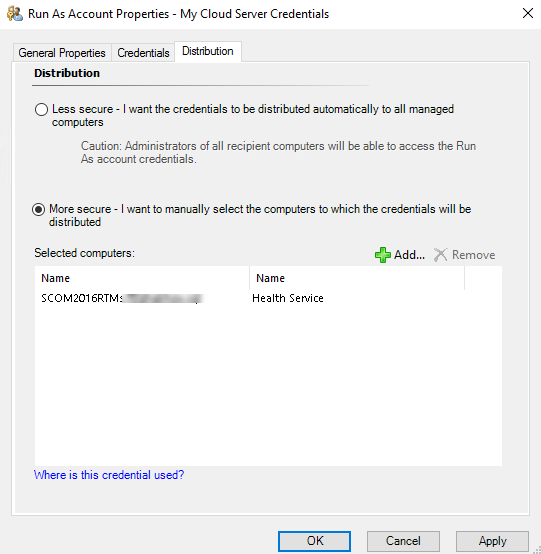 Run As Account Properties - My Cloud Server Credentials
General Properties Credentials Distribution
Distribution
Less secure - I want the credentials to be distributed automatically to all managed
computers
Caution: Administrators of all recipient computers will be able to access the Run
As account credentials.
More secure - I want to manually select the computers to which the credentials will be
distributed
Selected computers: Add... Remove
Name Name
SCOM2016RTMs Health Service
Where is this credential used?
OK Cancel Apply